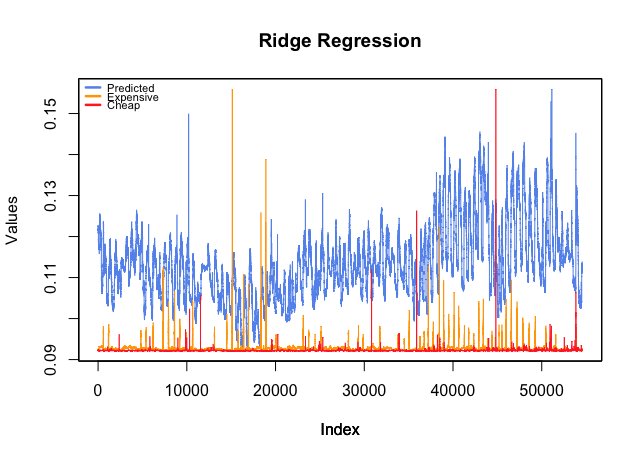 Ridge Regression
Predicted
Expensive
Cheap
Values
0.15
0.13
0.11
0.09
0 10000 20000 30000 40000 50000
Index